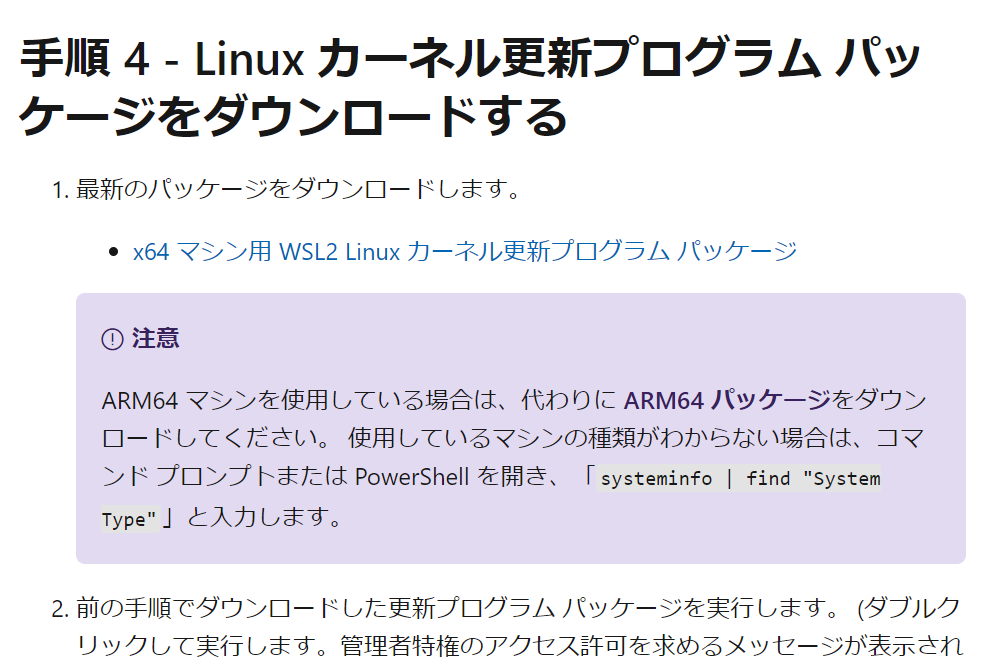 手順 4 - Linux カーネル更新プログラム パッ
ケージをダウンロードする
1. 最新のパッケージをダウンロードします。
• x64 マシン用 WSL2 Linux カーネル更新プログラム パッケージ
注意
ARM64 マシンを使用している場合は、代わりに ARM64 パッケージをダウン
ロードしてください。 使用しているマシンの種類がわからない場合は、コマ
ンド プロンプトまたは PowerShell を開き、「systeminfo | find "System
Type"」と入力します。
2. 前の手順でダウンロードした更新プログラム パッケージを実行します。 (ダブルク
リックして実行します。管理者特権のアクセス許可を求めるメッセージが表示され